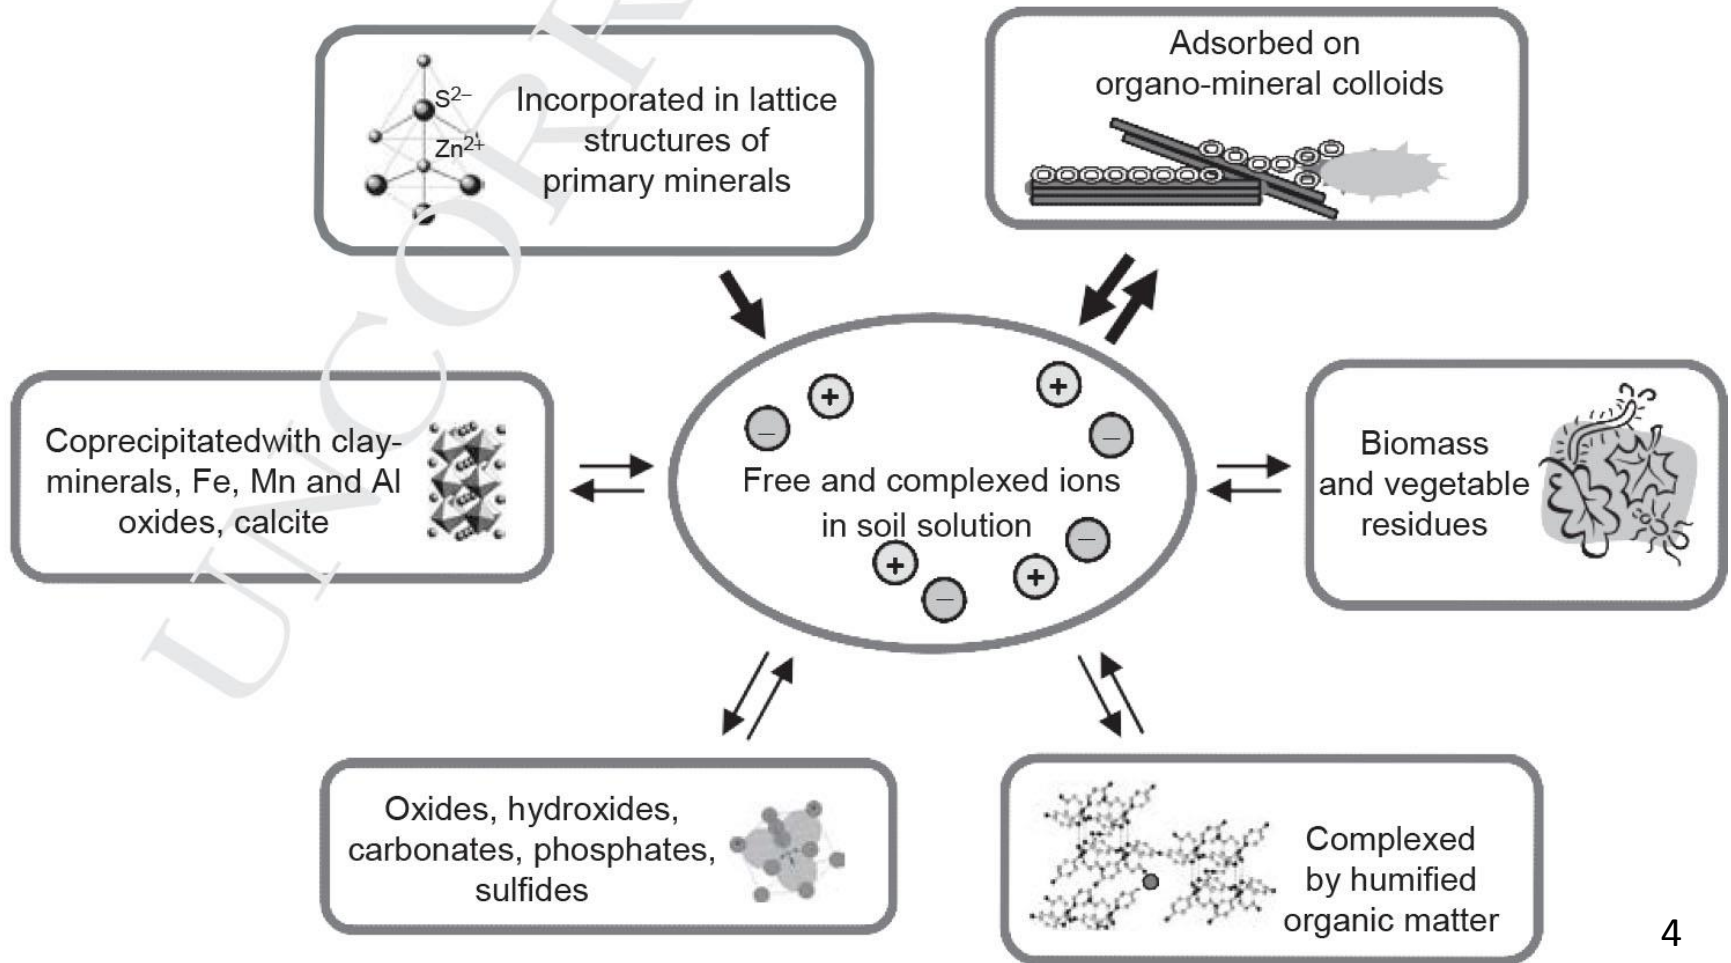 S2–
Zn2+
Incorporated in lattice
structures of
primary minerals
Adsorbed on
organo-mineral colloids
Coprecipitatedwith clay-
minerals, Fe, Mn and Al
oxides, calcite
+
–
+
–
Free and complexed ions
in soil solution
+
–
+
–
Biomass
and vegetable
residues
Oxides, hydroxides,
carbonates, phosphates,
sulfides
Complexed
by humified
organic matter
UNCORR
4